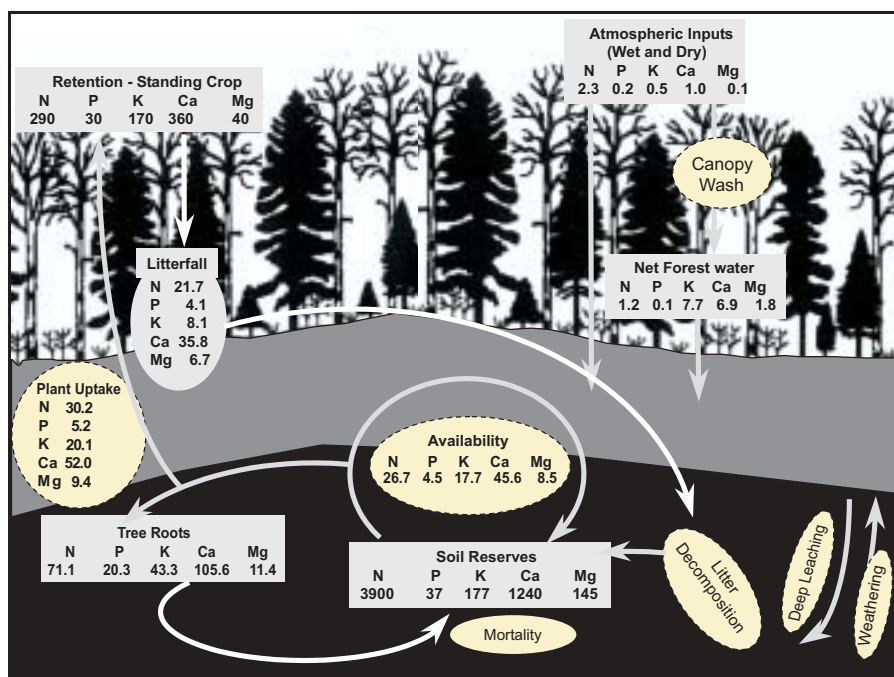 Atmospheric Inputs
(Wet and Dry)
N P K Ca Mg
2.3 0.2 0.5 1.0 0.1
Retention - Standing Crop
N P K Ca Mg
290 30 170 360 40
Canopy
Wash
Litterfall
N 21.7
P 4.1
K 8.1
Ca 35.8
Mg 6.7
Net Forest water
N P K Ca Mg
1.2 0.1 7.7 6.9 1.8
Plant Uptake
N 30.2
P 5.2
K 20.1
Ca 52.0
Mg 9.4
Availability
N P K Ca Mg
26.7 4.5 17.7 45.6 8.5
Tree Roots
N P K Ca Mg
71.1 20.3 43.3 105.6 11.4
Soil Reserves
N P K Ca Mg
3900 37 177 1240 145
Mortality
Litter
Decomposition
Deep Leaching
Weathering